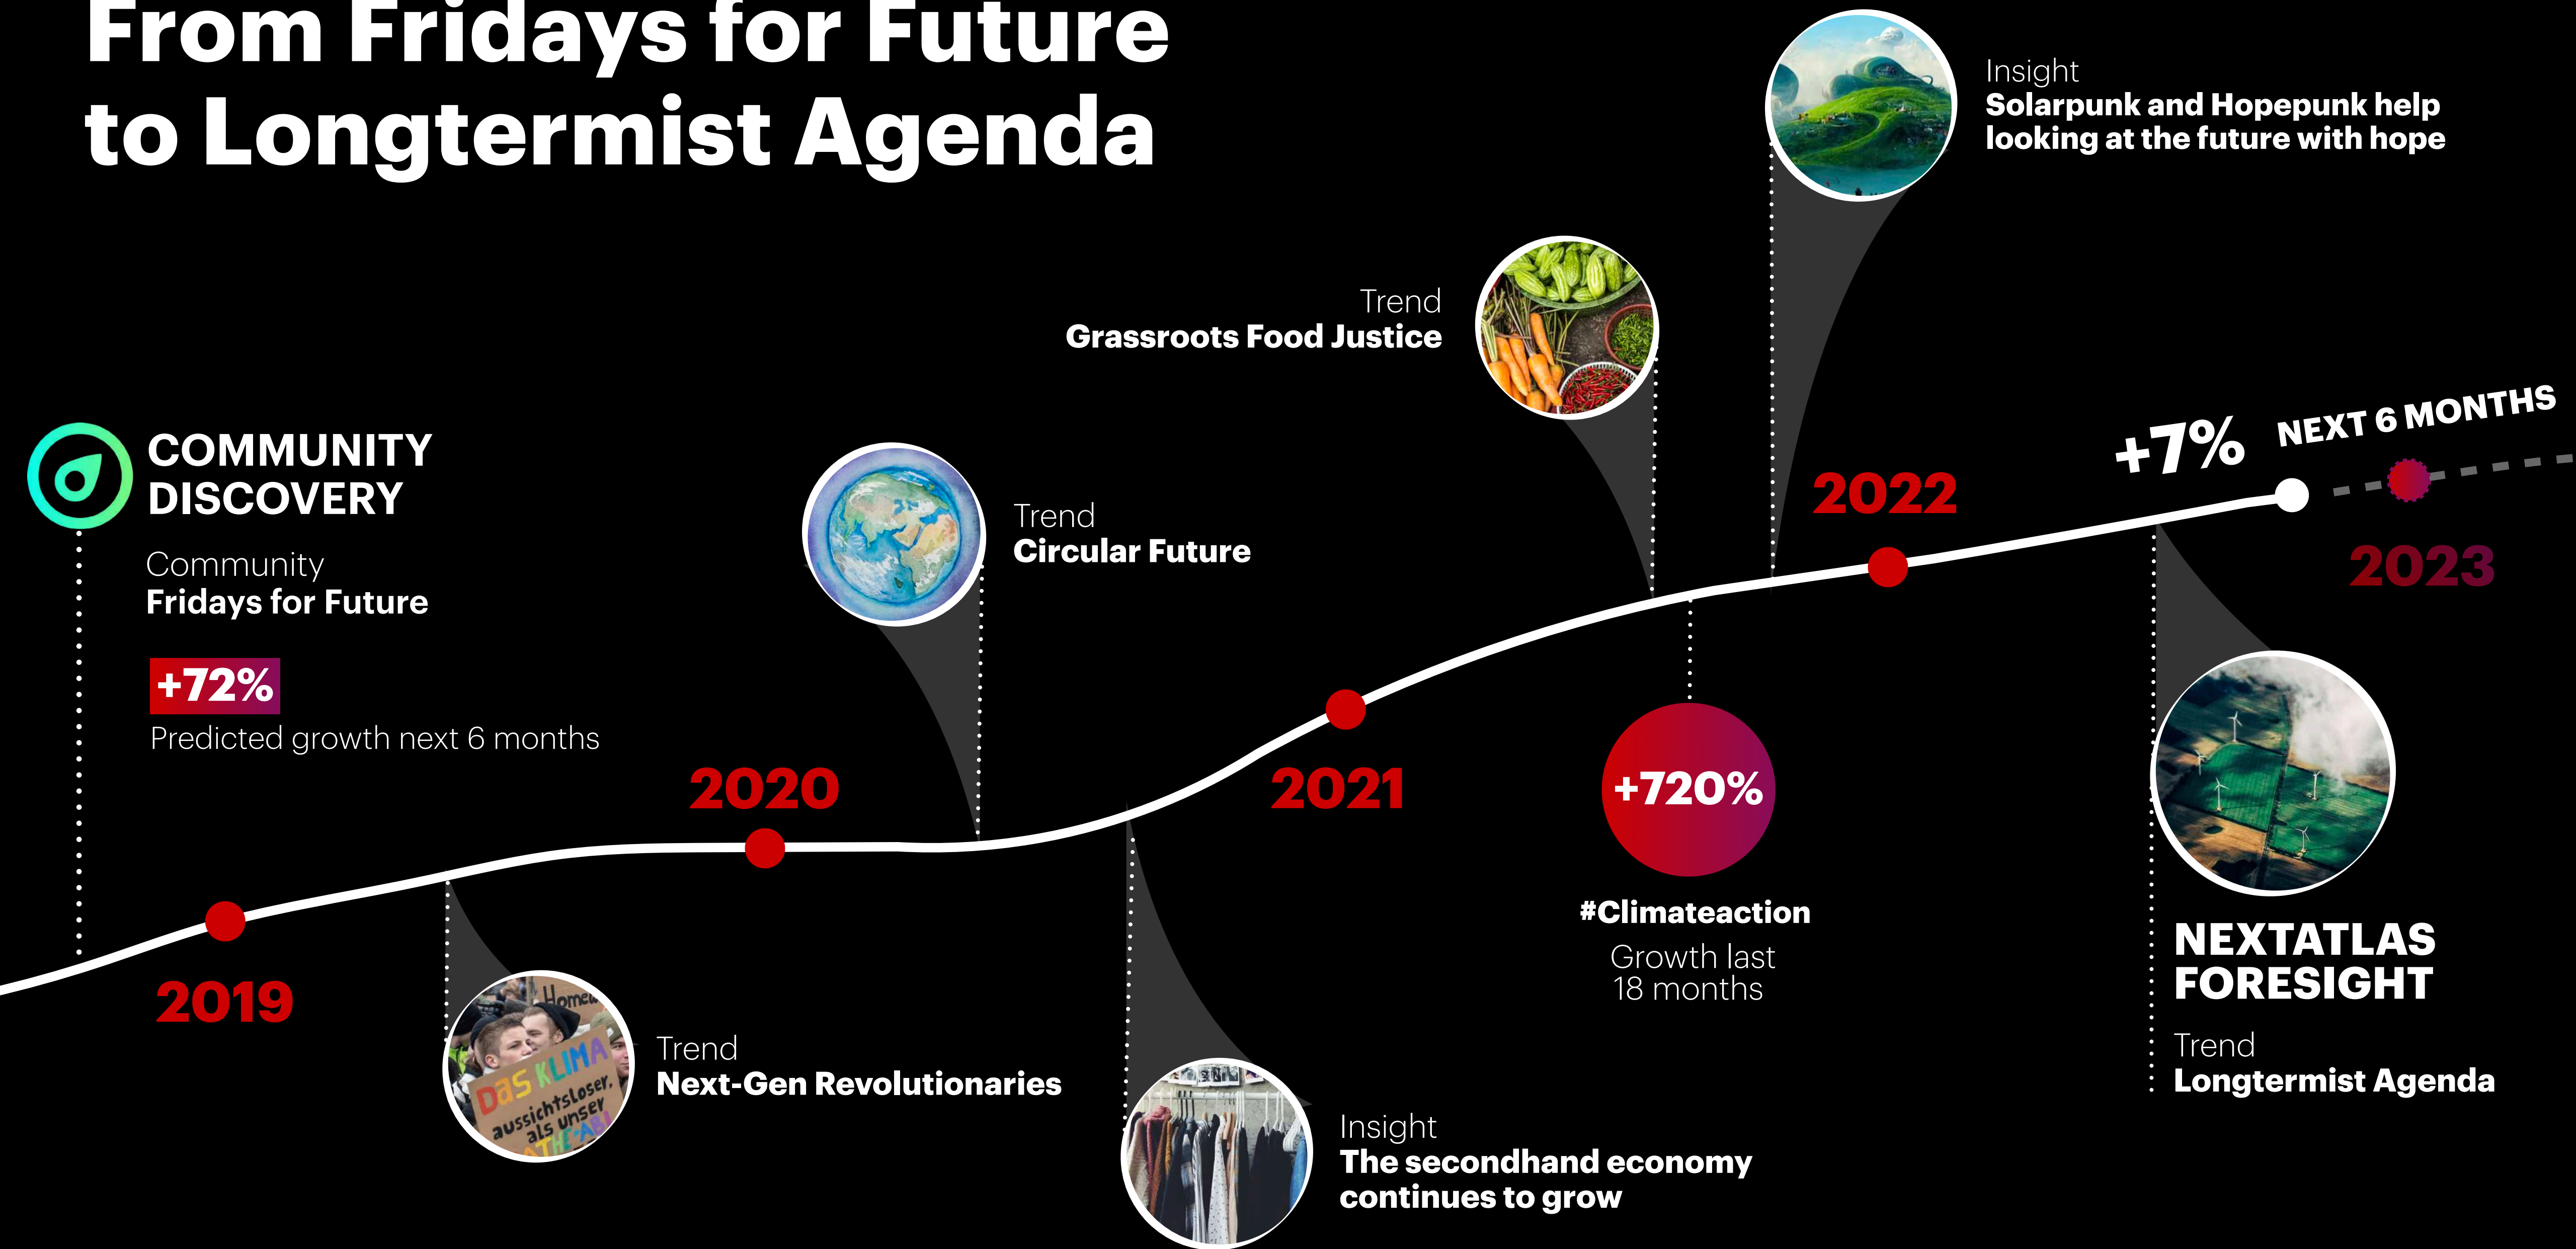 From Fridays for Future
to Longtermist Agenda
Insight
Solarpunk and Hopepunk help
looking at the future with hope
Trend
Grassroots Food Justice
COMMUNITY
DISCOVERY
Community
Fridays for Future
+72%
Predicted growth next 6 months
Trend
Circular Future
+7% NEXT 6 MONTHS
2022
2023
2020
2021
2019
+720%
#Climateaction
Growth last
18 months
Homew
Das KLIMA
aussichtsloser,
als unser
Trend
Next-Gen Revolutionaries
Insight
The secondhand economy
continues to grow
NEXTATLAS
FORESIGHT
Trend
Longtermist Agenda